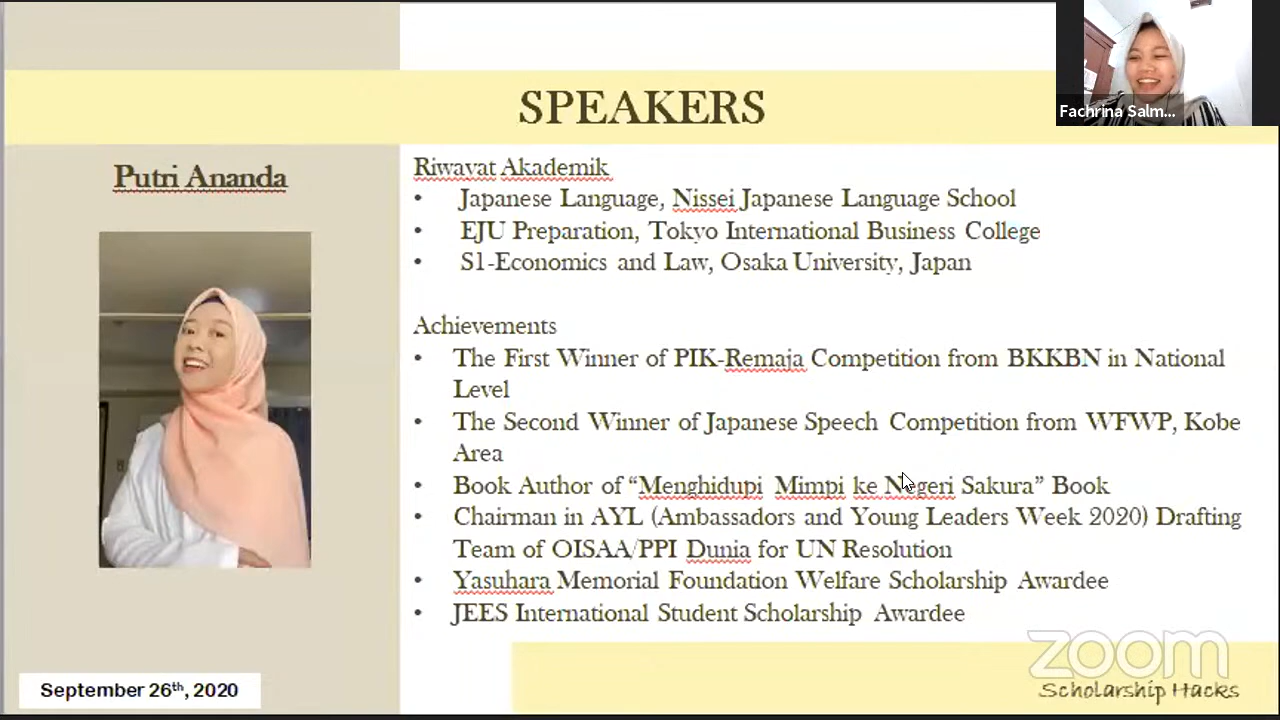 SPEAKERS
Fachrina Salm...
Putri Ananda
Riwayat Akademik
• Japanese Language, Nissei Japanese Language School
• EJU Preparation, Tokyo International Business College
• S1-Economics and Law, Osaka University, Japan
Achievements
• The First Winner of PIK-Remaja Competition from BKKBN in National
Level
• The Second Winner of Japanese Speech Competition from WFWP, Kobe
Area
• Book Author of “Menghidupi Mimpi ke Negeri Sakura” Book
• Chairman in AYL (Ambassadors and Young Leaders Week 2020) Drafting
Team of OISAA/PPI Dunia for UN Resolution
• Yasuhara Memorial Foundation Welfare Scholarship Awardee
• JEES International Student Scholarship Awardee
zoom
Scholarship Hacks
September 26th, 2020